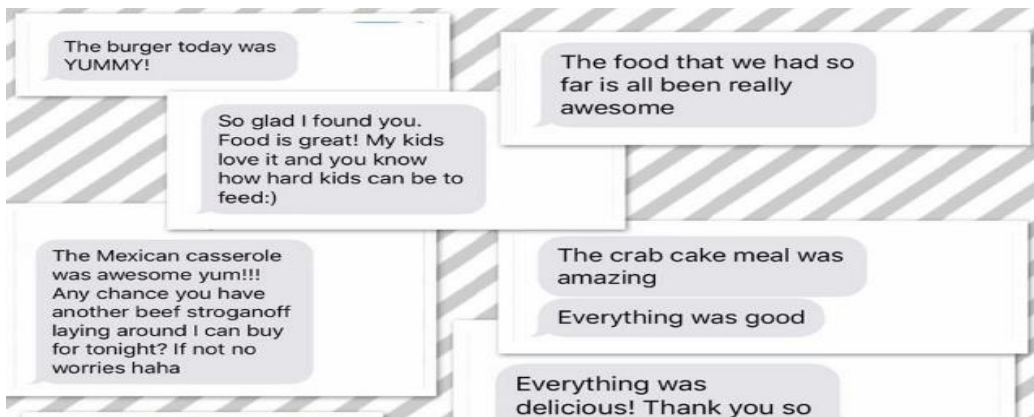 The burger today was
YUMMY!
So glad I found you.
Food is great! My kids
love it and you know
how hard kids can be to
feed:)
The Mexican casserole
was awesome yum!!!
Any chance you have
another beef stroganoff
laying around I can buy
for tonight? If not no
worries haha
The food that we had so
far is all been really
awesome
The crab cake meal was
amazing
Everything was good
Everything was
delicious! Thank you so